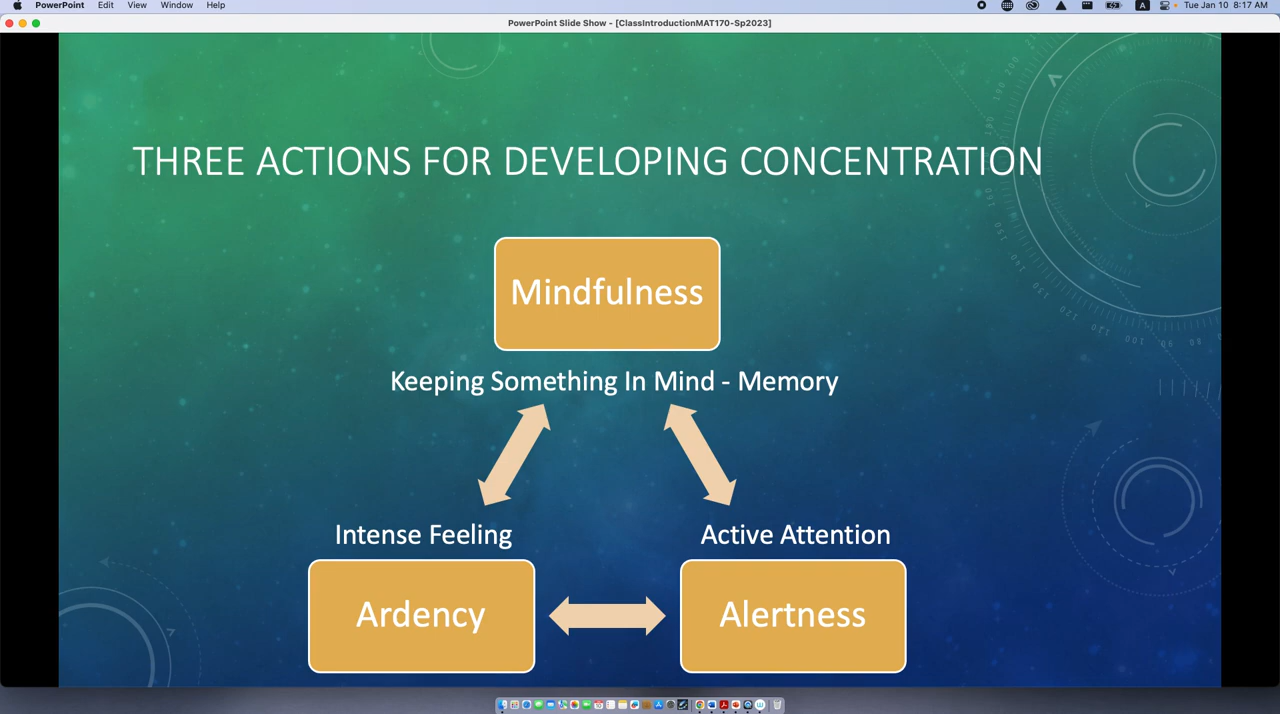 PowerPoint Edit View Window Help
A
Tue Jan 10 8:17 AM
PowerPoint Slide Show - [ClassIntroductionMAT170-Sp2023]
THREE ACTIONS FOR DEVELOPING CONCENTRATION
Mindfulness
Keeping Something In Mind - Memory
Intense Feeling
Active Attention
Ardency
Alertness